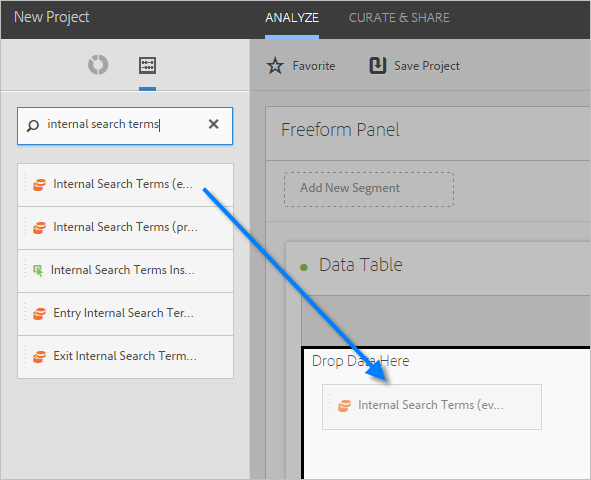 New Project
ANALYZE
CURATE & SHARE
Favorite
Save Project
internal search terms
Internal Search Terms (e...
Internal Search Terms (pr...
Internal Search Terms Ins...
Entry Internal Search Ter...
Exit Internal Search Term...
Freeform Panel
Add New Segment
Data Table
Drop Data Here
Internal Search Terms (ev...